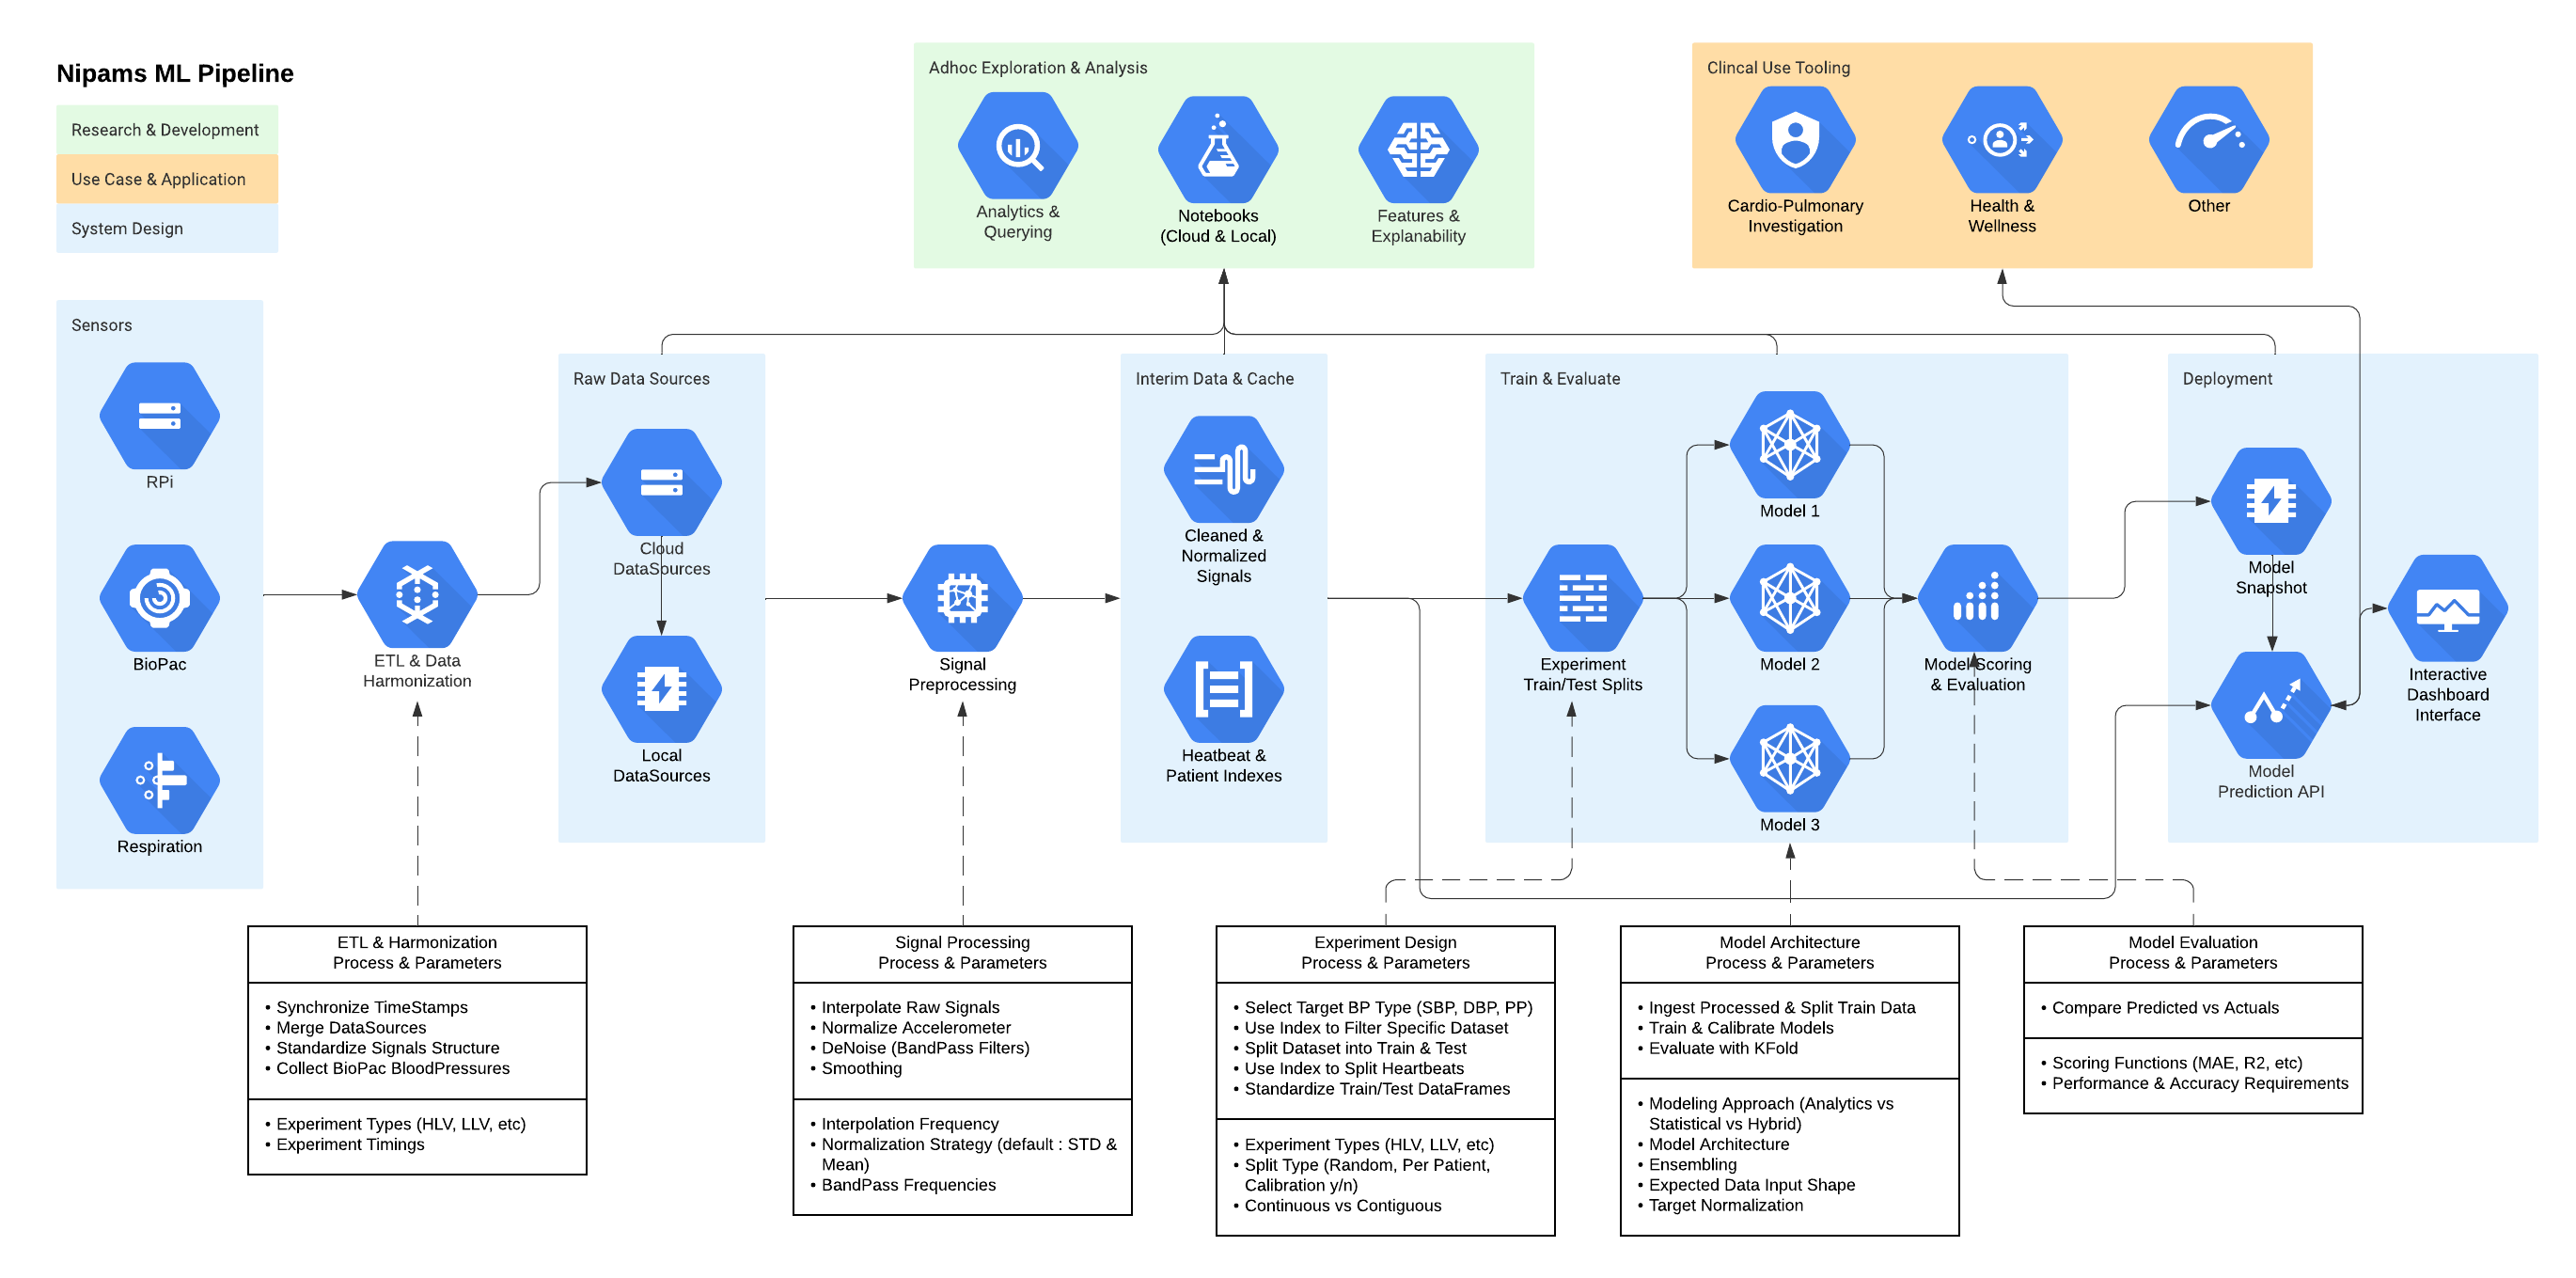 Nipams ML Pipeline
Research & Development
Use Case & Application
System Design
Adhoc Exploration & Analysis
Analytics &
Querying
Notebooks
(Cloud & Local)
Features &
Explanability
Clincal Use Tooling
Cardio-Pulmonary
Investigation
Health &
Wellness
Other
Sensors
RPi
BioPac
Respiration
ETL & Data
Harmonization
Raw Data Sources
Cloud
DataSources
Local
DataSources
Signal
Preprocessing
Interim Data & Cache
Cleaned &
Normalized
Signals
Heatbeat &
Patient Indexes
Train & Evaluate
Experiment
Train/Test Splits
Model 1
Model 2
Model 3
Model Scoring
& Evaluation
Deployment
Model
Snapshot
Model
Prediction API
Interactive
Dashboard
Interface
ETL & Harmonization
Process & Parameters
• Synchronize TimeStamps
• Merge DataSources
• Standardize Signals Structure
• Collect BioPac BloodPressures
• Experiment Types (HLV, LLV, etc)
• Experiment Timings
Signal Processing
Process & Parameters
• Interpolate Raw Signals
• Normalize Accelerometer
• DeNoise (BandPass Filters)
• Smoothing
• Interpolation Frequency
• Normalization Strategy (default : STD &
Mean)
• BandPass Frequencies
Experiment Design
Process & Parameters
• Select Target BP Type (SBP, DBP, PP)
• Use Index to Filter Specific Dataset
• Split Dataset into Train & Test
• Use Index to Split Heartbeats
• Standardize Train/Test DataFrames
• Experiment Types (HLV, LLV, etc)
• Split Type (Random, Per Patient,
Calibration y/n)
• Continuous vs Contiguous
Model Architecture
Process & Parameters
• Ingest Processed & Split Train Data
• Train & Calibrate Models
• Evaluate with KFold
• Modeling Approach (Analytics vs
Statistical vs Hybrid)
• Model Architecture
• Ensembling
• Expected Data Input Shape
• Target Normalization
Model Evaluation
Process & Parameters
• Compare Predicted vs Actuals
• Scoring Functions (MAE, R2, etc)
• Performance & Accuracy Requirements